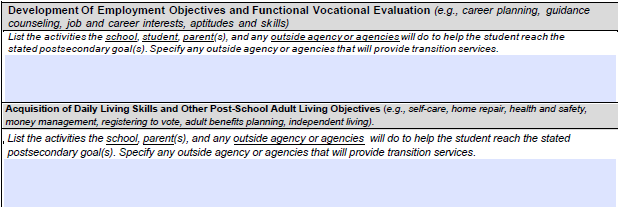 Development Of Employment Objectives and Functional Vocational Evaluation (e.g., career planning, guidance
counseling, job and career interests, aptitudes and skills)
List the activities the school, student, parent(s), and any outside agency or agencies will do to help the student reach the
stated postsecondary goal(s). Specify any outside agency or agencies that will provide transition services.
Acquisition of Daily Living Skills and Other Post-School Adult Living Objectives (e.g., self-care, home repair, health and safety,
money management, registering to vote, adult benefits planning, independent living).
List the activities the school, parent(s), and any outside agency or agencies will do to help the student reach the stated
postsecondary goal(s). Specify any outside agency or agencies that will provide transition services.